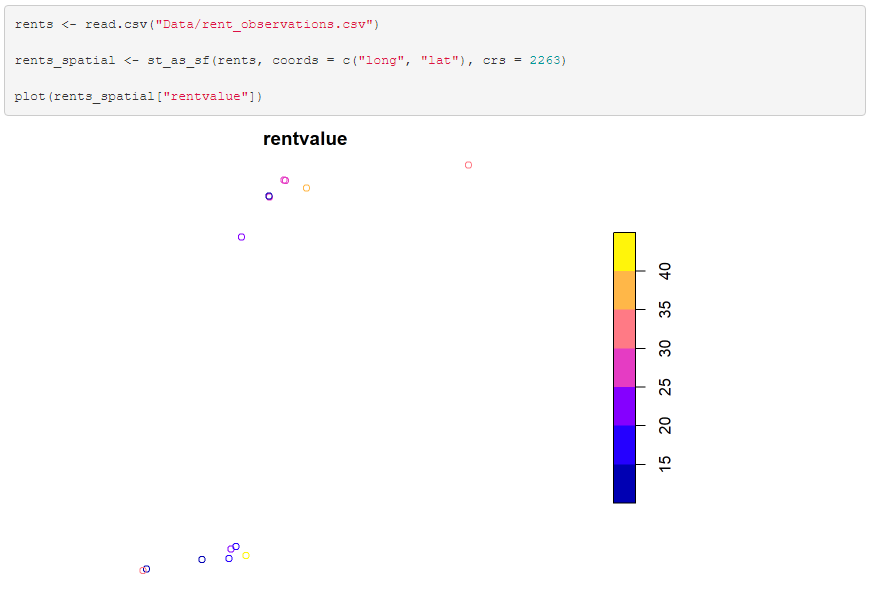 rents <- read.csv("Data/rent_observations.csv")
rents_spatial <- st_as_sf(rents, coords = c("long", "lat"), crs = 2263)
plot(rents_spatial["rentvalue"])
rentvalue
40
35
30
25
20
15